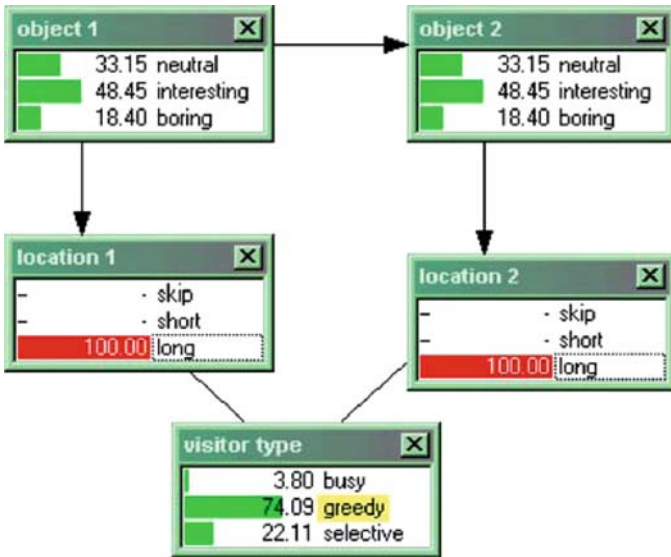 object 1
33.15 neutral
48.45 interesting
18.40 boring
object 2
33.15 neutral
48.45 interesting
18.40 boring
location 1
- - skip
- - short
100.00 long
location 2
- - skip
- - short
100.00 long
visitor type
3.80 busy
74.09 greedy
22.11 selective